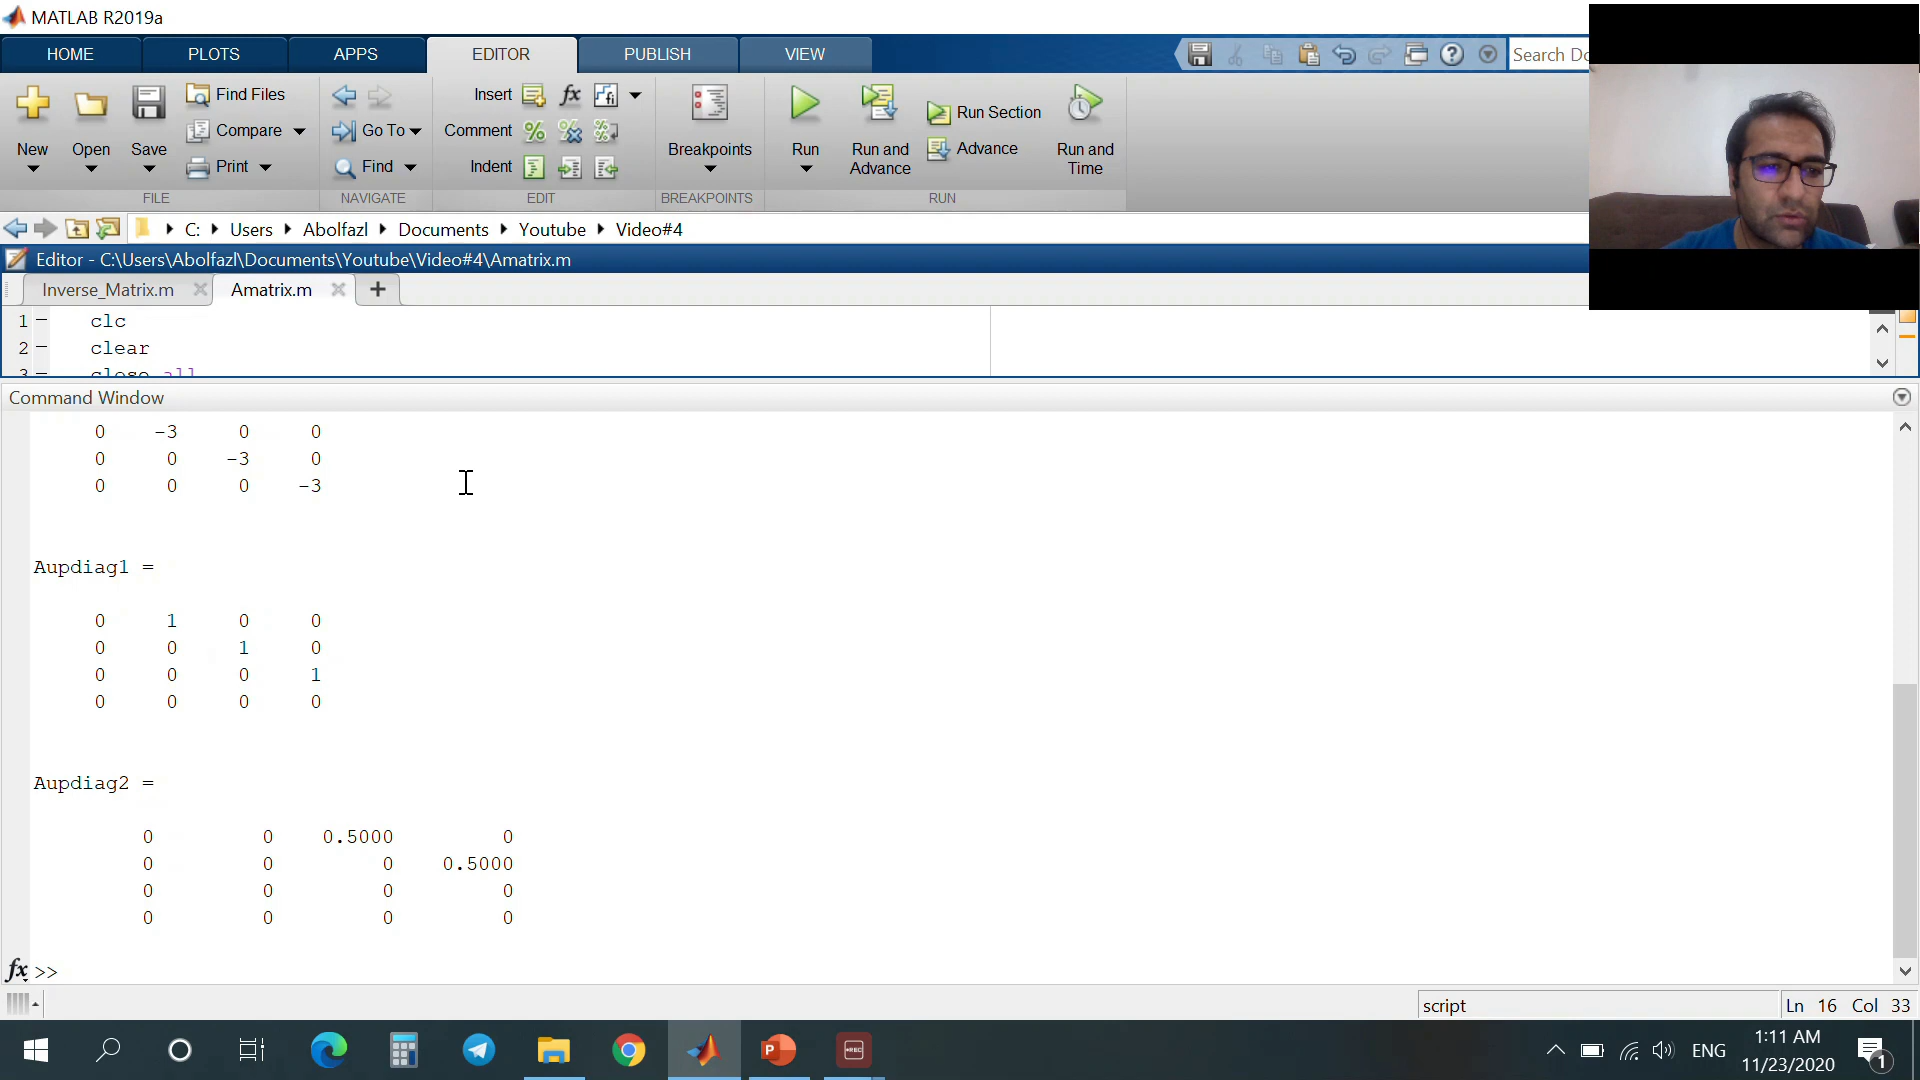 MATLAB R2019a
HOME PLOTS APPS EDITOR PUBLISH VIEW Search Do
New Open Save Find Files Compare Print
Go To Find
Insert fx Comment Indent
Breakpoints
Run Run and Advance Run Section Advance Run and Time
FILE NAVIGATE EDIT BREAKPOINTS RUN
C: Users Abolfazl Documents Youtube Video#4
Editor - C:\Users\Abolfazl\Documents\Youtube\Video#4\Amatrix.m
Inverse_Matrix.m Amatrix.m
1 clc
2 clear
3 close all
Command Window
0 -3 0 0
0 0 -3 0
0 0 0 -3
Aupdiag1 =
0 1 0 0
0 0 1 0
0 0 0 1
0 0 0 0
Aupdiag2 =
0 0 0.5000 0
0 0 0 0.5000
0 0 0 0
0 0 0 0
fx >>
script Ln 16 Col 33
ENG 1:11 AM
11/23/2020 1